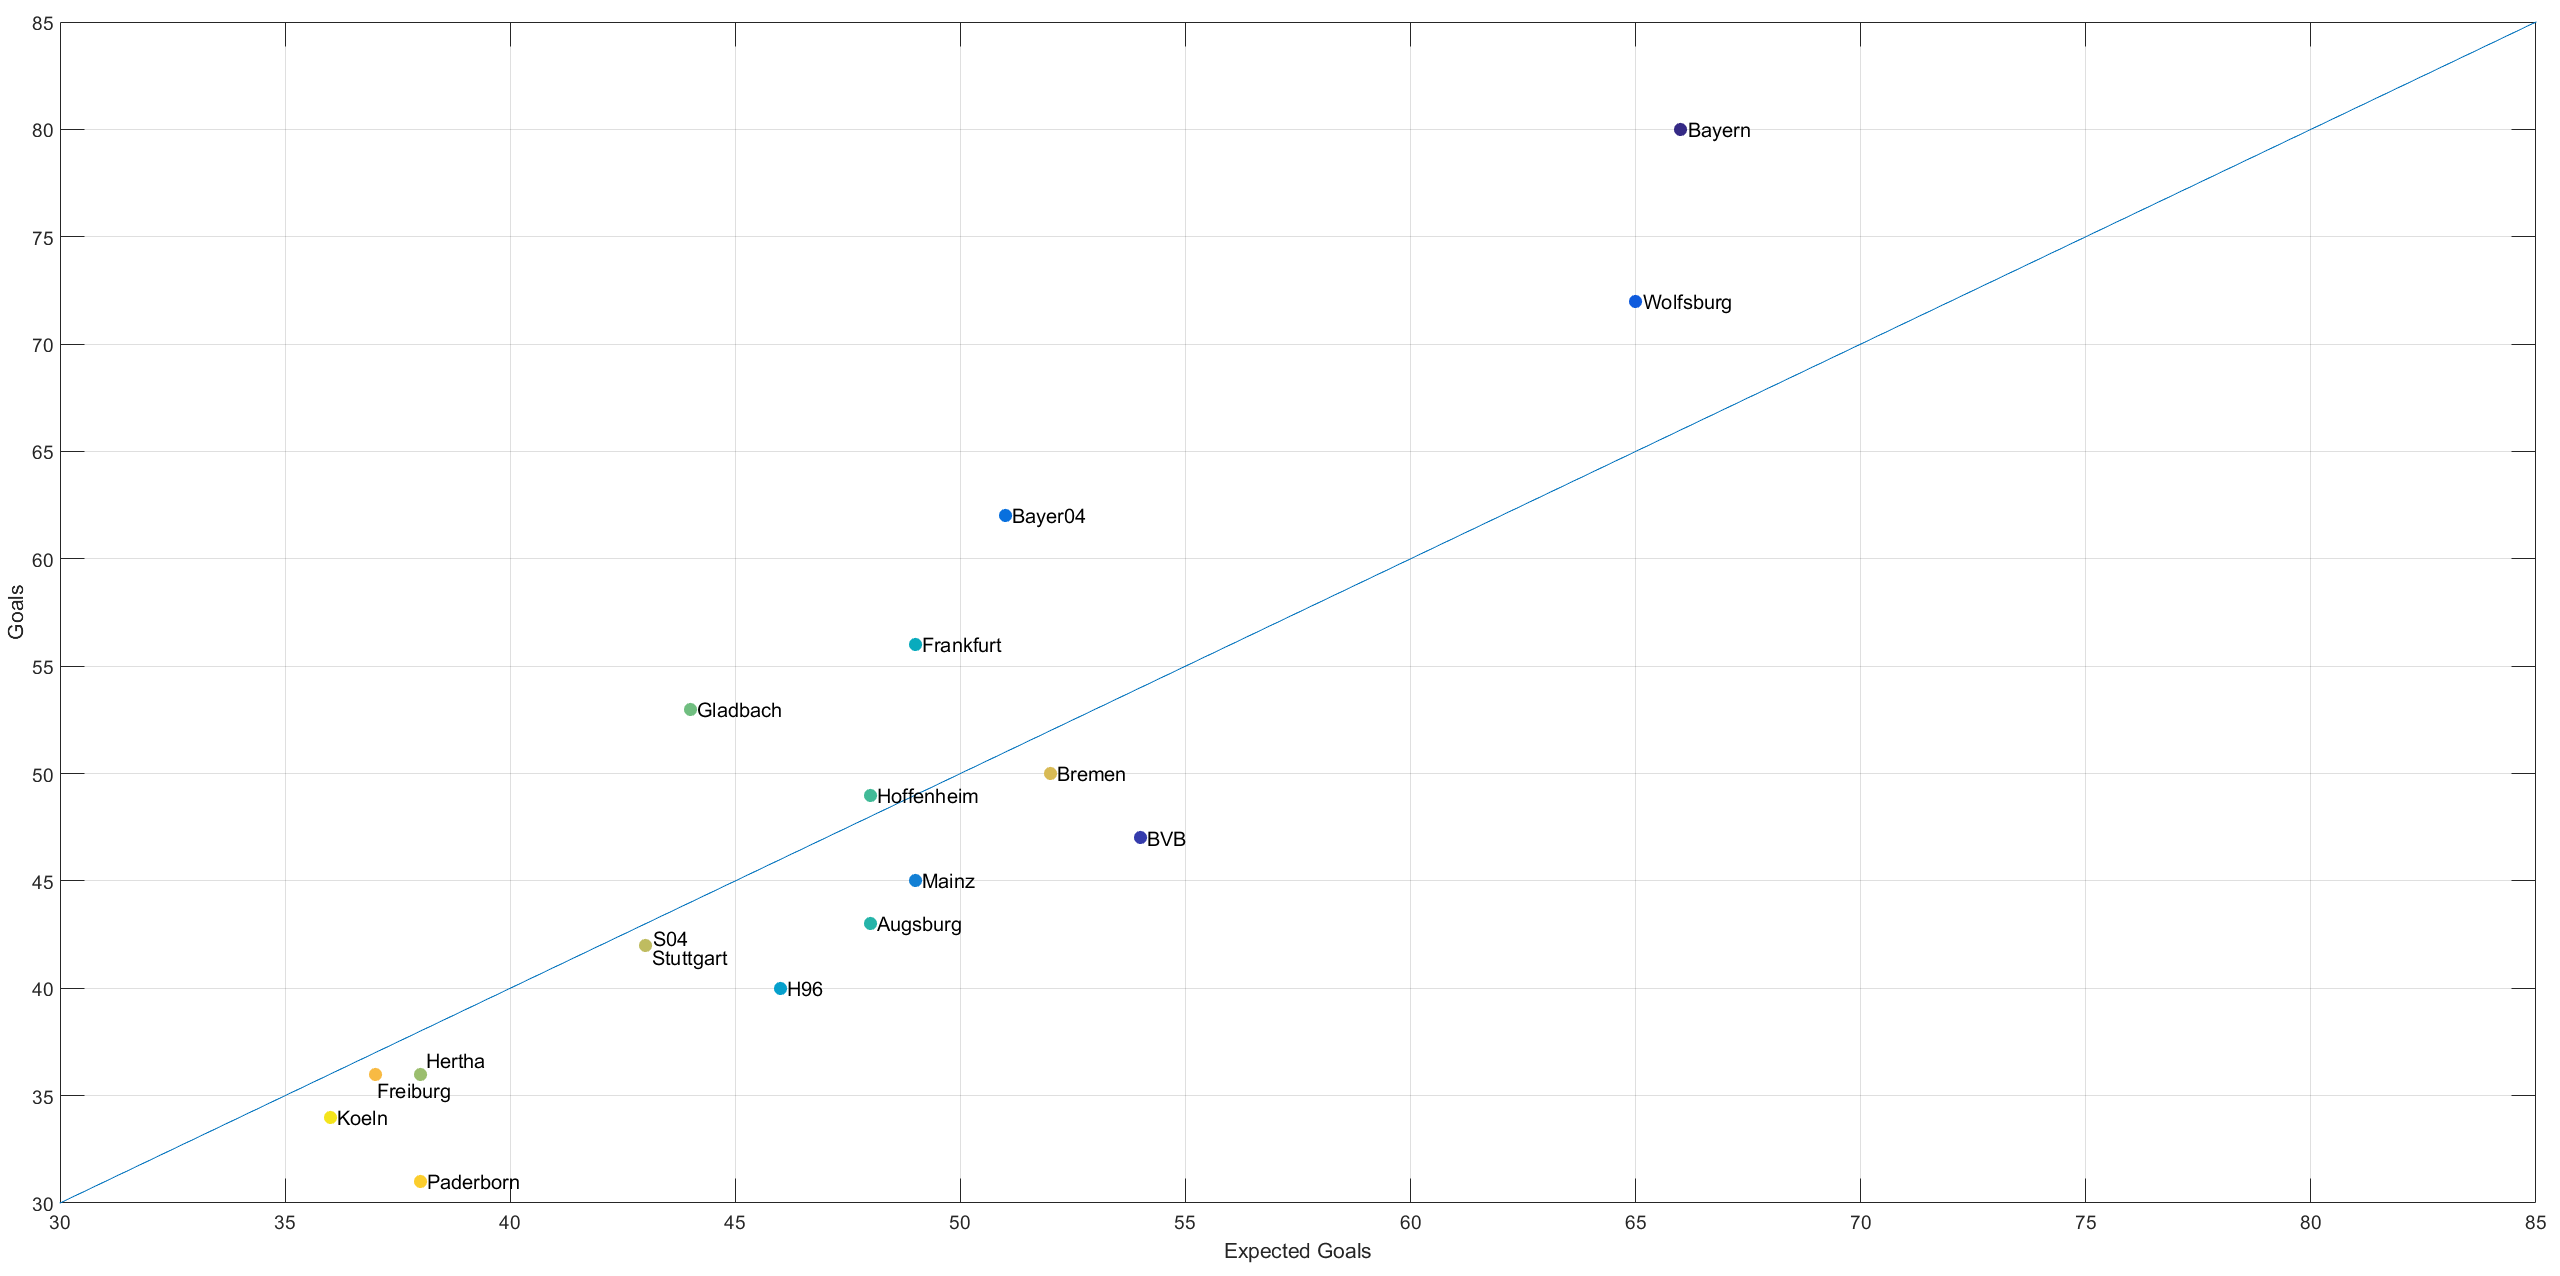 85
80
75
70
65
60
55
50
45
40
35
30
Goals
Bayern
Wolfsburg
Bayer04
Frankfurt
Gladbach
Bremen
Hoffenheim
BVB
Mainz
Augsburg
S04
Stuttgart
H96
Hertha
Freiburg
Koeln
Paderborn
30 35 40 45 50 55 60 65 70 75 80 85
Expected Goals